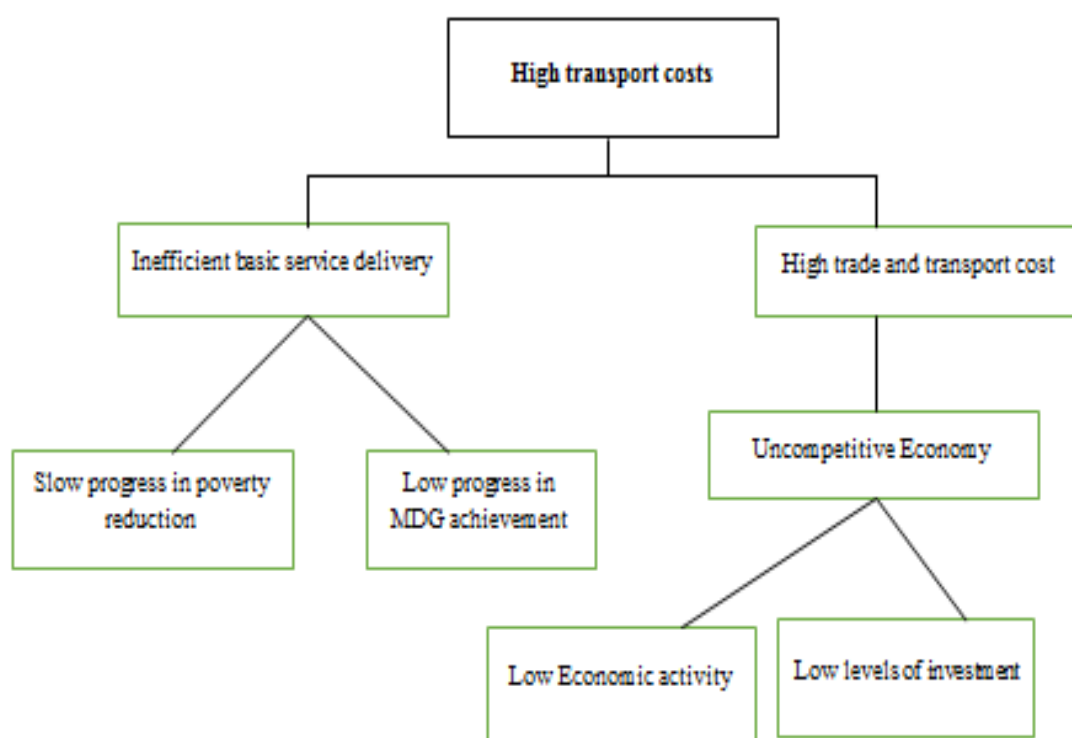 High transport costs
Inefficient basic service delivery
High trade and transport cost
Uncompetitive Economy
Slow progress in poverty
reduction
Low progress in
MDG achievement
Low Economic activity
Low levels of investment